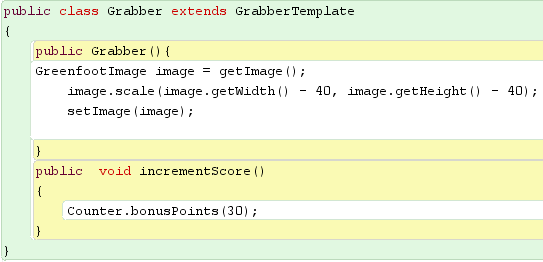 public class Grabber extends GrabberTemplate
{
public Grabber(){
GreenfootImage image = getImage();
image.scale(image.getWidth() - 40, image.getHeight() - 40);
setImage(image);
}
public  void incrementScore()
{
Counter.bonusPoints(30);
}
}